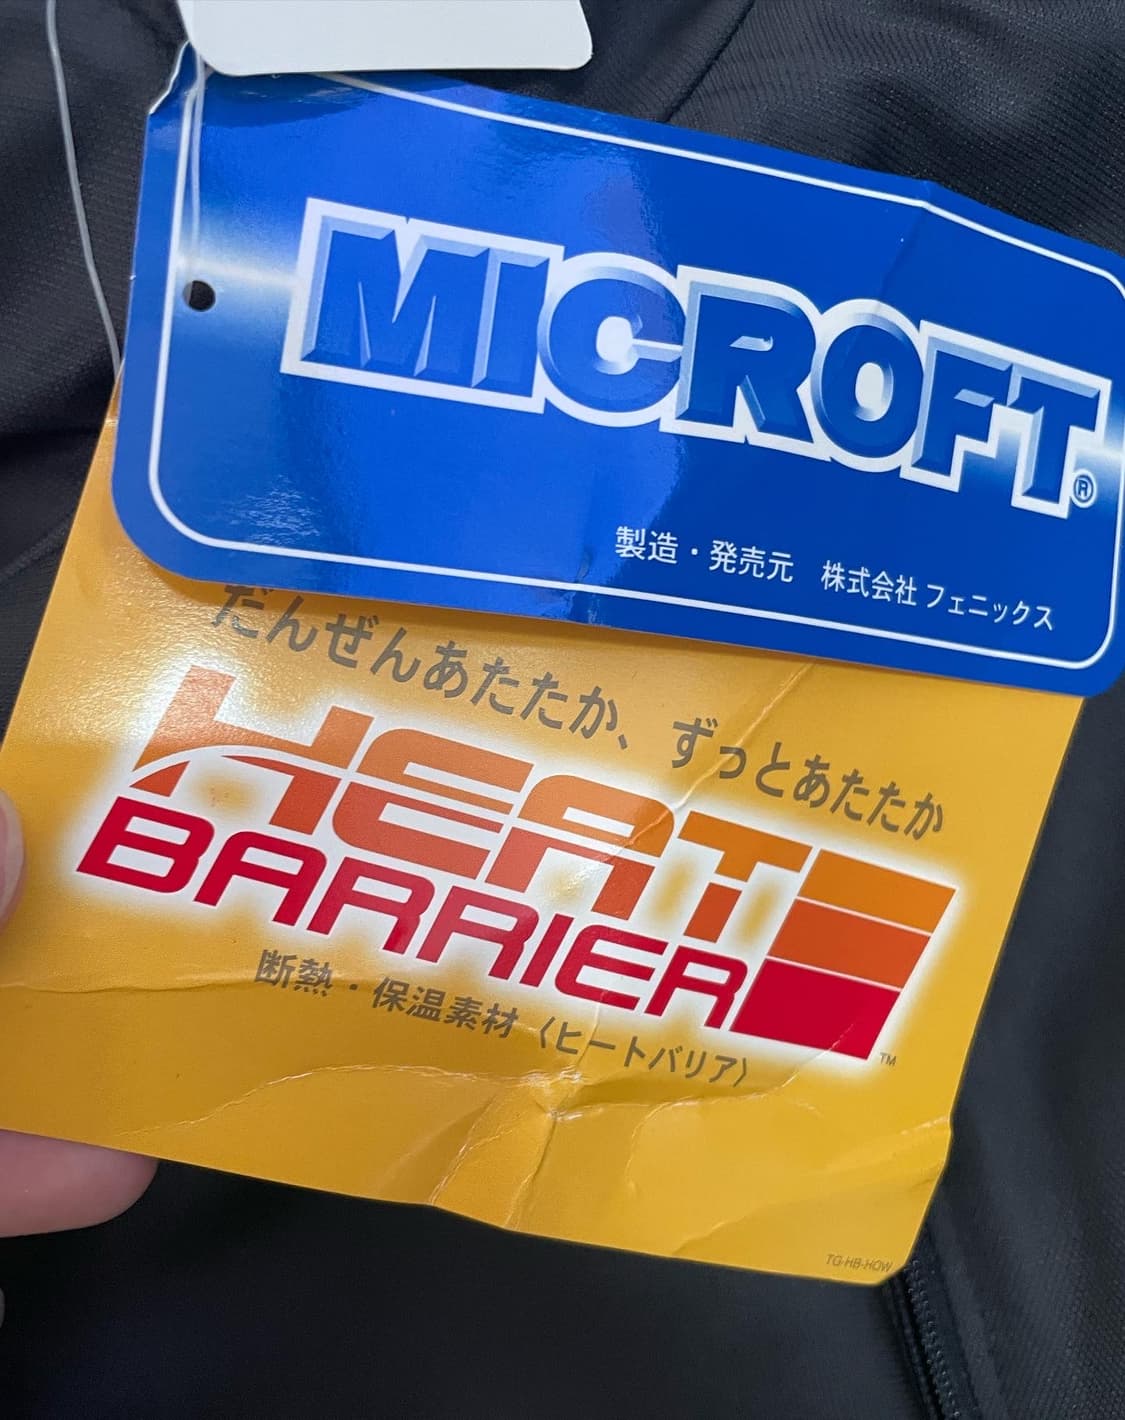 MICROFT®
製造・発売元 株式会社 フェニックス
だんぜんあたたか、ずっとあたたか
HEAT
BARRIER™
断熱・保温素材〈ヒートバリア〉
TG-HB-HOW